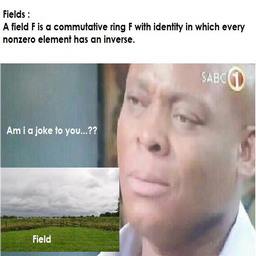 Fields :
A field F is a commutative ring F with identity in which every
nonzero element has an inverse.
SABC 1
Am i a joke to you...??
Field